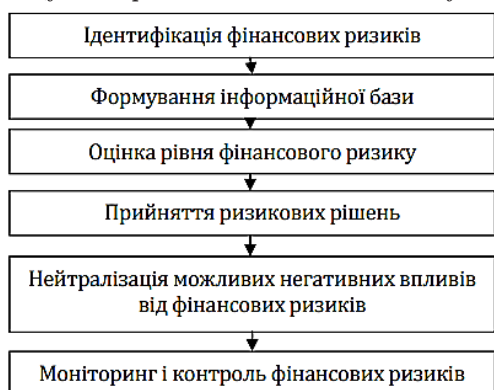 Ідентифікація фінансових ризиків
Формування інформаційної бази
Оцінка рівня фінансового ризику
Прийняття ризикових рішень
Нейтралізація можливих негативних впливів
від фінансових ризиків
Моніторинг і контроль фінансових ризиків